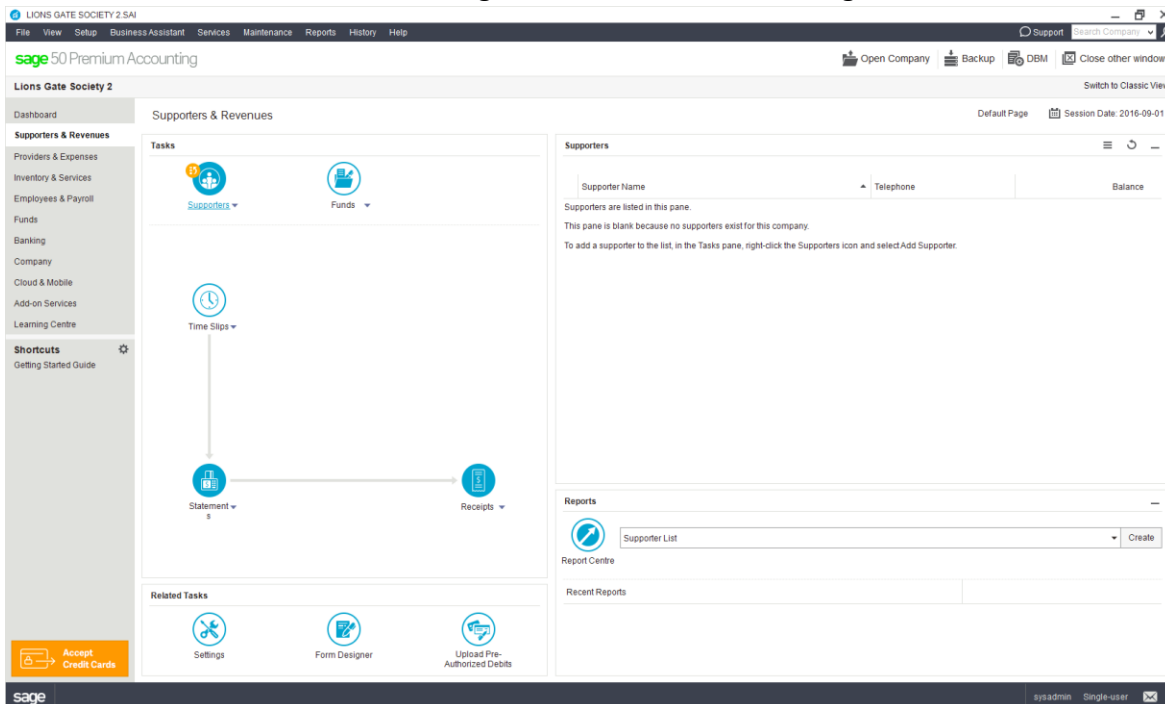 LIONS GATE SOCIETY 2.SAI
File View Setup Business Assistant Services Maintenance Reports History Help Support Search Company
sage 50 Premium Accounting Open Company Backup DBM Close other window
Lions Gate Society 2 Switch to Classic View
Dashboard
Supporters & Revenues
Providers & Expenses
Inventory & Services
Employees & Payroll
Funds
Banking
Company
Cloud & Mobile
Add-on Services
Learning Centre
Shortcuts
Getting Started Guide
Accept
Credit Cards
Supporters & Revenues Default Page Session Date: 2016-09-01
Tasks
Supporters Funds
Time Slips
Statement Receipts
s
Related Tasks
Settings Form Designer Upload Pre-
Authorized Debits
Supporters
Supporter Name Telephone Balance
Supporters are listed in this pane.
This pane is blank because no supporters exist for this company.
To add a supporter to the list, in the Tasks pane, right-click the Supporters icon and select Add Supporter.
Reports
Supporter List Create
Report Centre
Recent Reports
sage sysadmin Single-user